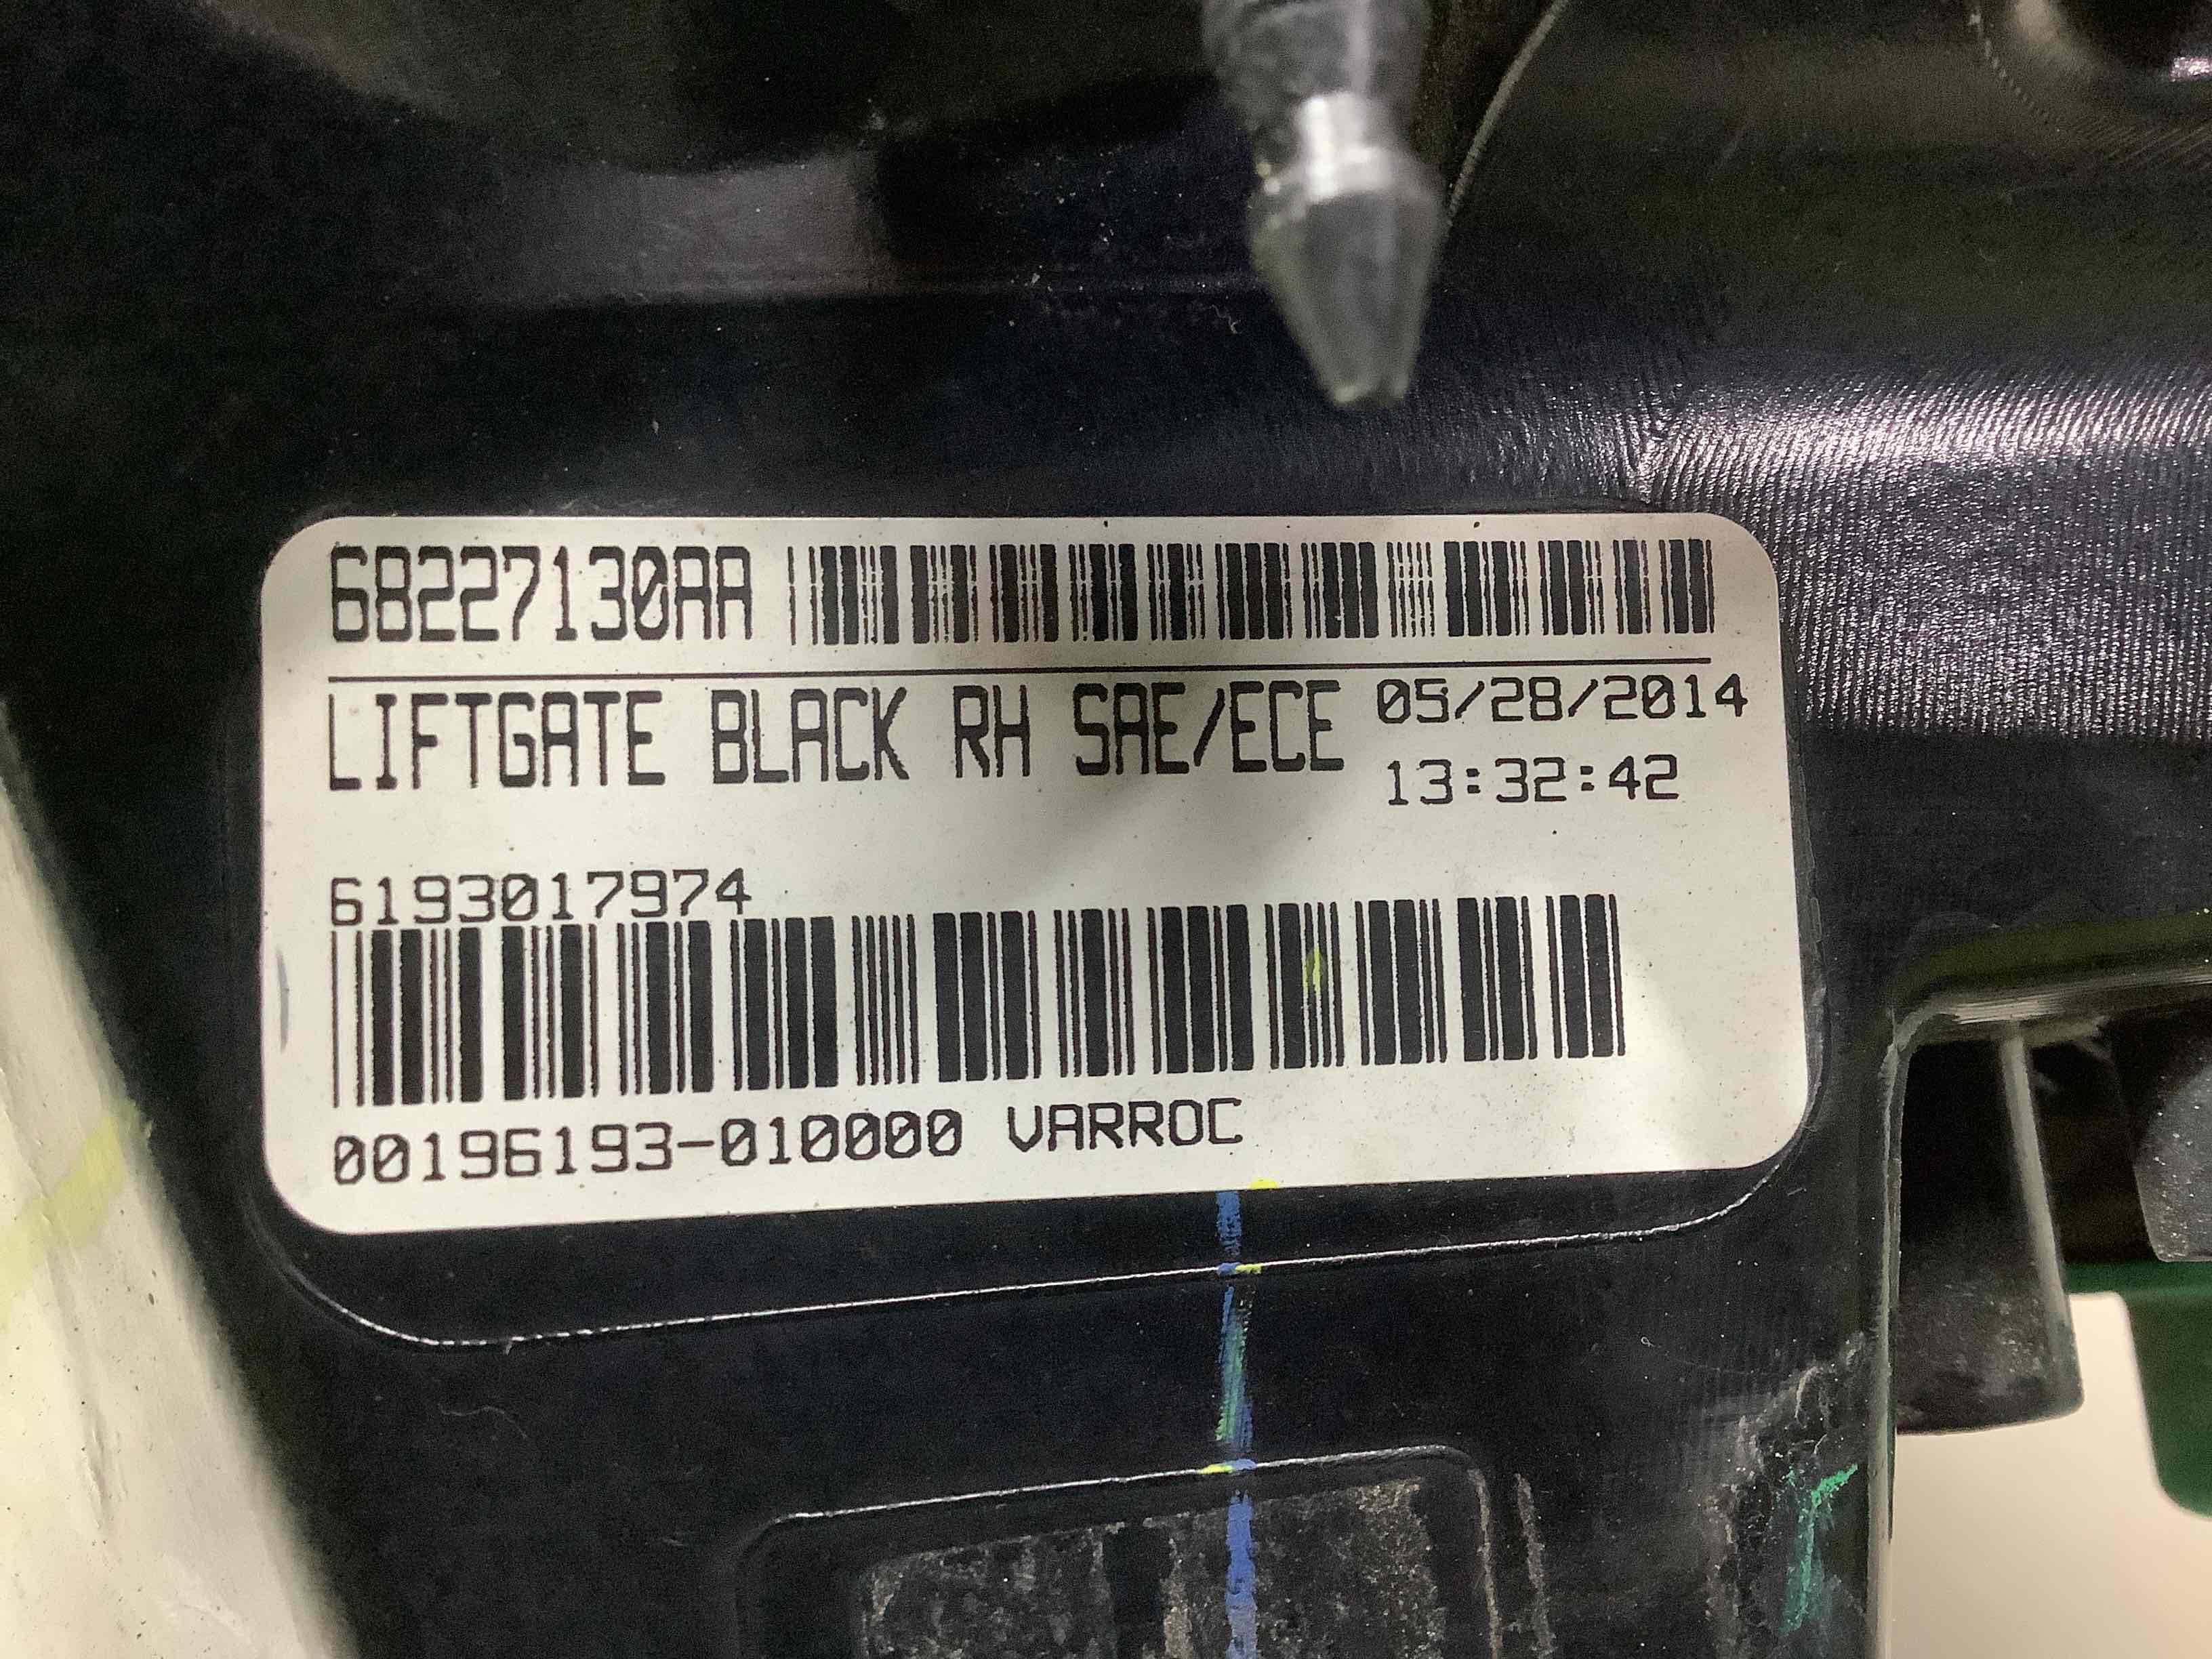 68227130AA
LIFTGATE BLACK RH SAE/ECE 05/28/2014
13:32:42
6193017974
00196193-010000 VARROC